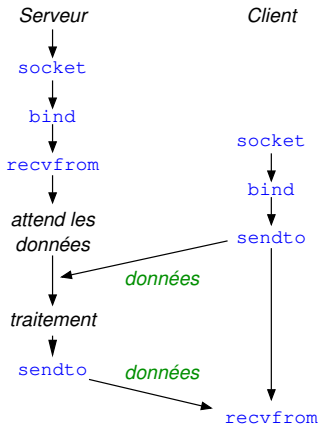 Serveur
socket
bind
recvfrom
attend les
données
traitement
sendto
Client
socket
bind
sendto
données
données
recvfrom